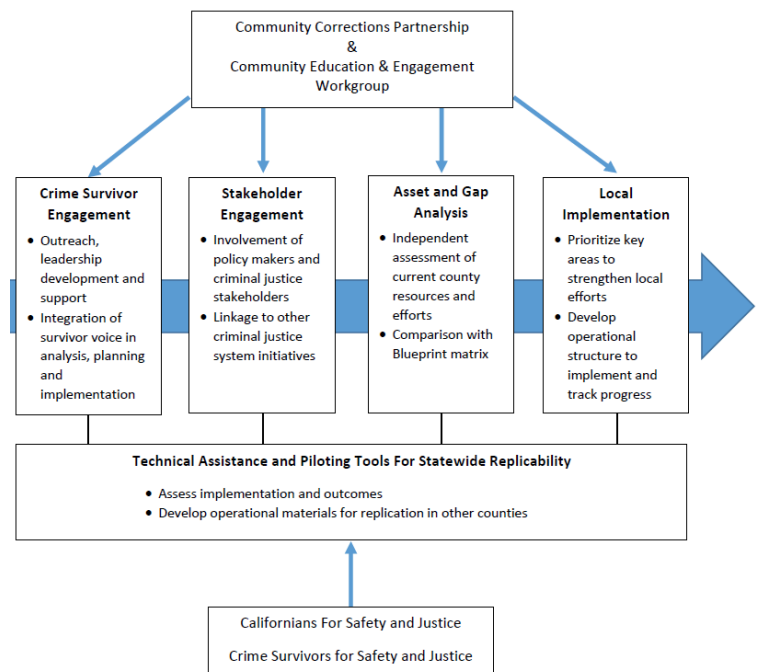 Community Corrections Partnership
&
Community Education & Engagement
Workgroup
Crime Survivor
Engagement
• Outreach,
leadership
development and
support
• Integration of
survivor voice in
analysis, planning
and
implementation
Stakeholder
Engagement
• Involvement of
policy makers and
criminal justice
stakeholders
• Linkage to other
criminal justice
system initiatives
Asset and Gap
Analysis
• Independent
assessment of
current county
resources and
efforts
• Comparison with
Blueprint matrix
Local
Implementation
• Prioritize key
areas to
strengthen local
efforts
• Develop
operational
structure to
implement and
track progress
Technical Assistance and Piloting Tools For Statewide Replicability
• Assess implementation and outcomes
• Develop operational materials for replication in other counties
Californians For Safety and Justice
Crime Survivors for Safety and Justice